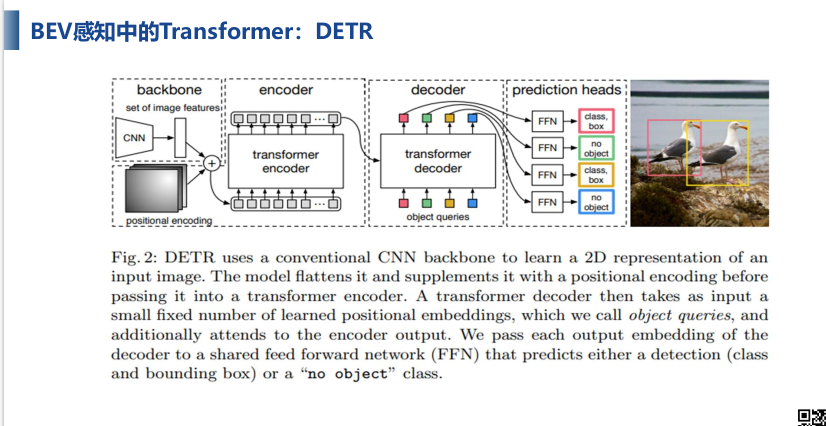 BEV感知中的Transformer：DETR
backbone
encoder
decoder
prediction heads
set of image features
CNN
+
positional encoding
...
transformer
encoder
...
transformer
decoder
object queries
FFN
class,
box
FFN
no
object
FFN
class,
box
FFN
no
object
Fig. 2: DETR uses a conventional CNN backbone to learn a 2D representation of an
input image. The model flattens it and supplements it with a positional encoding before
passing it into a transformer encoder. A transformer decoder then takes as input a
small fixed number of learned positional embeddings, which we call object queries, and
additionally attends to the encoder output. We pass each output embedding of the
decoder to a shared feed forward network (FFN) that predicts either a detection (class
and bounding box) or a “no object” class.